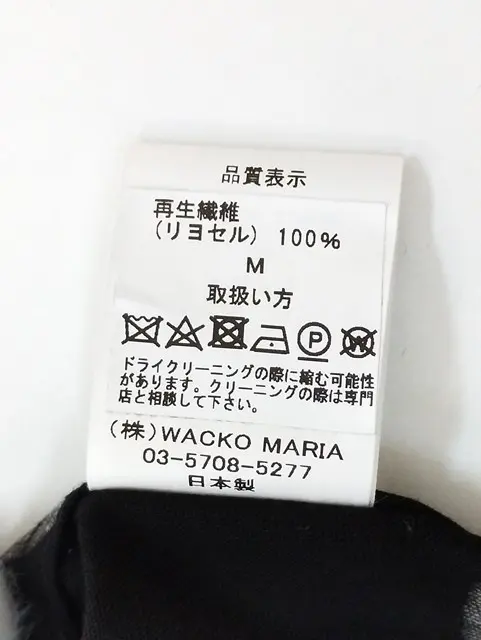 品質表示
再生繊維
(リヨセル) 100%
M
取扱い方
P
W
ドライクリーニングの際に縮む可能性
があります。クリーニングの際は専門
店と相談して下さい。
(株)WACKO MARIA
03-5708-5277
日本製